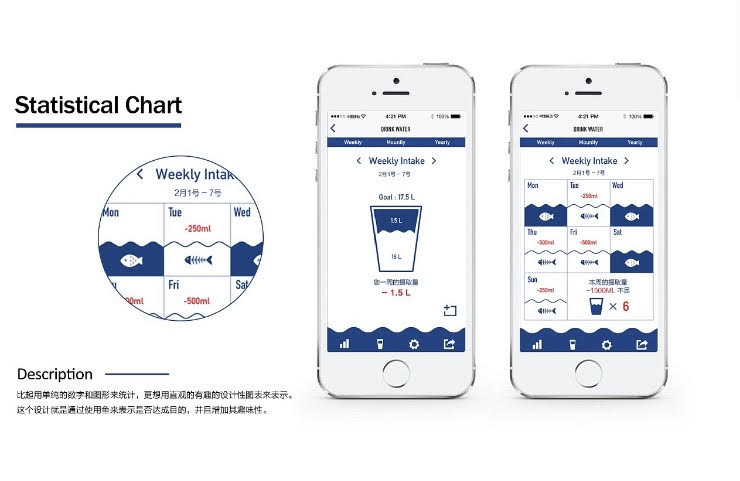 Statistical Chart
Weekly Intak
2月1号 - 7号
Mon
Tue
-250ml
Wed
u
0ml
Fri
-500ml
Sat
Description
比起用单纯的数字和图形来统计，更想用直观的有趣的设计性图表来表示。
这个设计就是通过使用鱼来表示是否达成目的，并且增加其趣味性。
4:21 PM
100%
DRINK WATER
Weekly
Mounlly
Yearly
Weekly Intake
2月1号 - 7号
Goal : 17.5 L
1.5 L
16 L
您一周的摄取量
- 1.5 L
4:21 PM
100%
DRINK WATER
Weekly
Mounlly
Yearly
Weekly Intake
2月1号 - 7号
Mon
Tue
-250ml
Wed
Thu
-500ml
Fri
-500ml
Sat
Sun
-250ml
本周的摄取量
-1500ML 不足
× 6